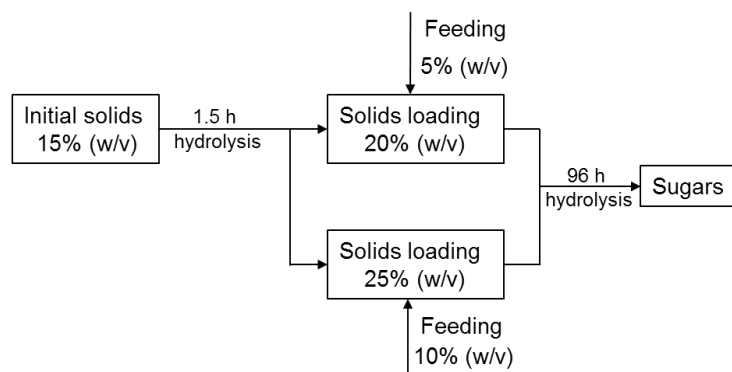 Feeding
5% (w/v)
Initial solids
15% (w/v)
1.5 h
hydrolysis
Solids loading
20% (w/v)
96 h
hydrolysis
Sugars
Solids loading
25% (w/v)
Feeding
10% (w/v)